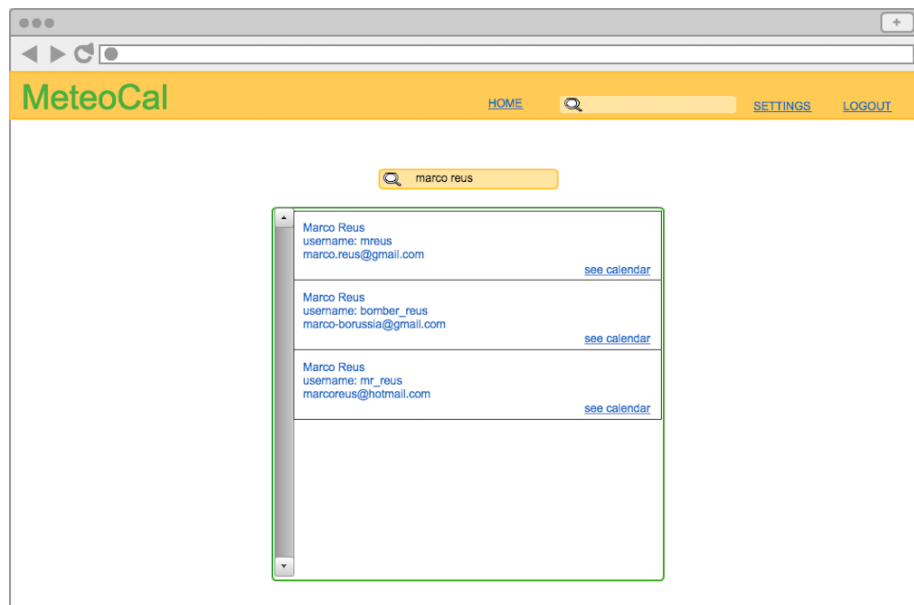 MeteoCal
HOME
SETTINGS
LOGOUT
marco reus
Marco Reus
username: mreus
marco.reus@gmail.com
see calendar
Marco Reus
username: bomber_reus
marco-borussia@gmail.com
see calendar
Marco Reus
username: mr_reus
marcoreus@hotmail.com
see calendar